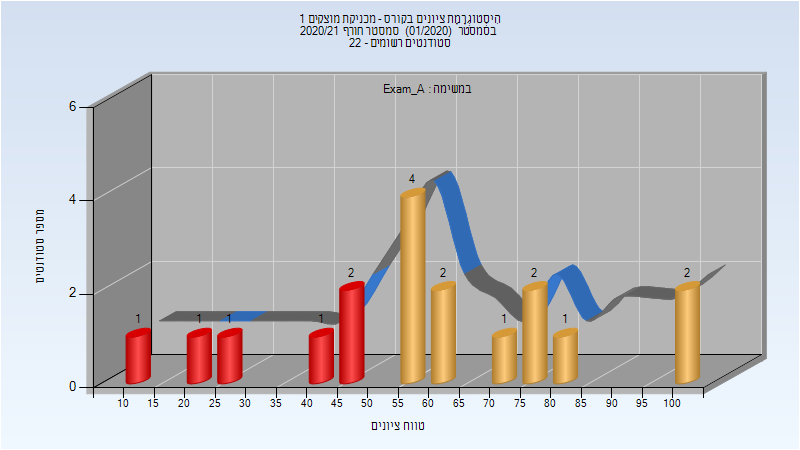 היסטוגרמת ציונים בקורס - מכניקת מוצקים 1
בסמסטר (01/2020) סמסטר חורף 2020/21
סטודנטים רשומים - 22
במשימה : Exam_A
מספר סטודנטים
6
4
2
0
1
1
1
1
2
4
2
1
2
1
2
10 15 20 25 30 35 40 45 50 55 60 65 70 75 80 85 90 95 100
טווח ציונים